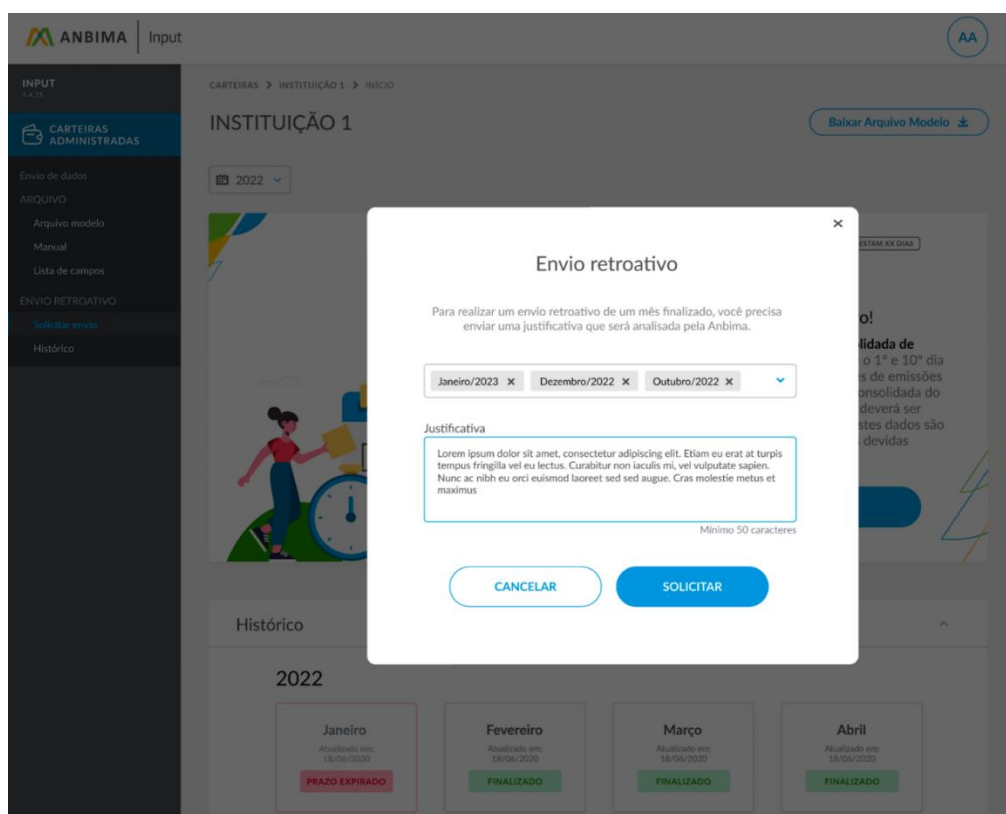 ANBIMA Input
AA
INPUT
CARTEIRAS
ADMINISTRADAS
Envio de dados
ARQUIVO
Arquivo modelo
Manual
Lista de campos
ENVIO RETROATIVO
Solicitar envio
Histórico
CARTEIRAS > INSTITUIÇÃO 1 > INÍCIO
INSTITUIÇÃO 1
Baixar Arquivo Modelo
2022
ESTAM XX DIAS
o!
lidada de
o 1º e 10º dia
s de emissões
onsolidada do
deverá ser
stes dados são
devidas
Envio retroativo
Para realizar um envio retroativo de um mês finalizado, você precisa
enviar uma justificativa que será analisada pela Anbima.
Janeiro/2023 × Dezembro/2022 × Outubro/2022 ×
Justificativa
Lorem ipsum dolor sit amet, consectetur adipiscing elit. Etiam eu erat at turpis
tempus fringilla vel eu lectus. Curabitur non iaculis mi, vel vulputate sapien.
Nunc ac nibh eu orci euismod laoreet sed sed augue. Cras molestie metus et
maximus
Mínimo 50 caracteres
CANCELAR
SOLICITAR
Histórico
2022
Janeiro
Atualizado em:
18/06/2020
PRAZO EXPIRADO
Fevereiro
Atualizado em:
18/06/2020
FINALIZADO
Março
Atualizado em:
18/06/2020
FINALIZADO
Abril
Atualizado em:
18/06/2020
FINALIZADO